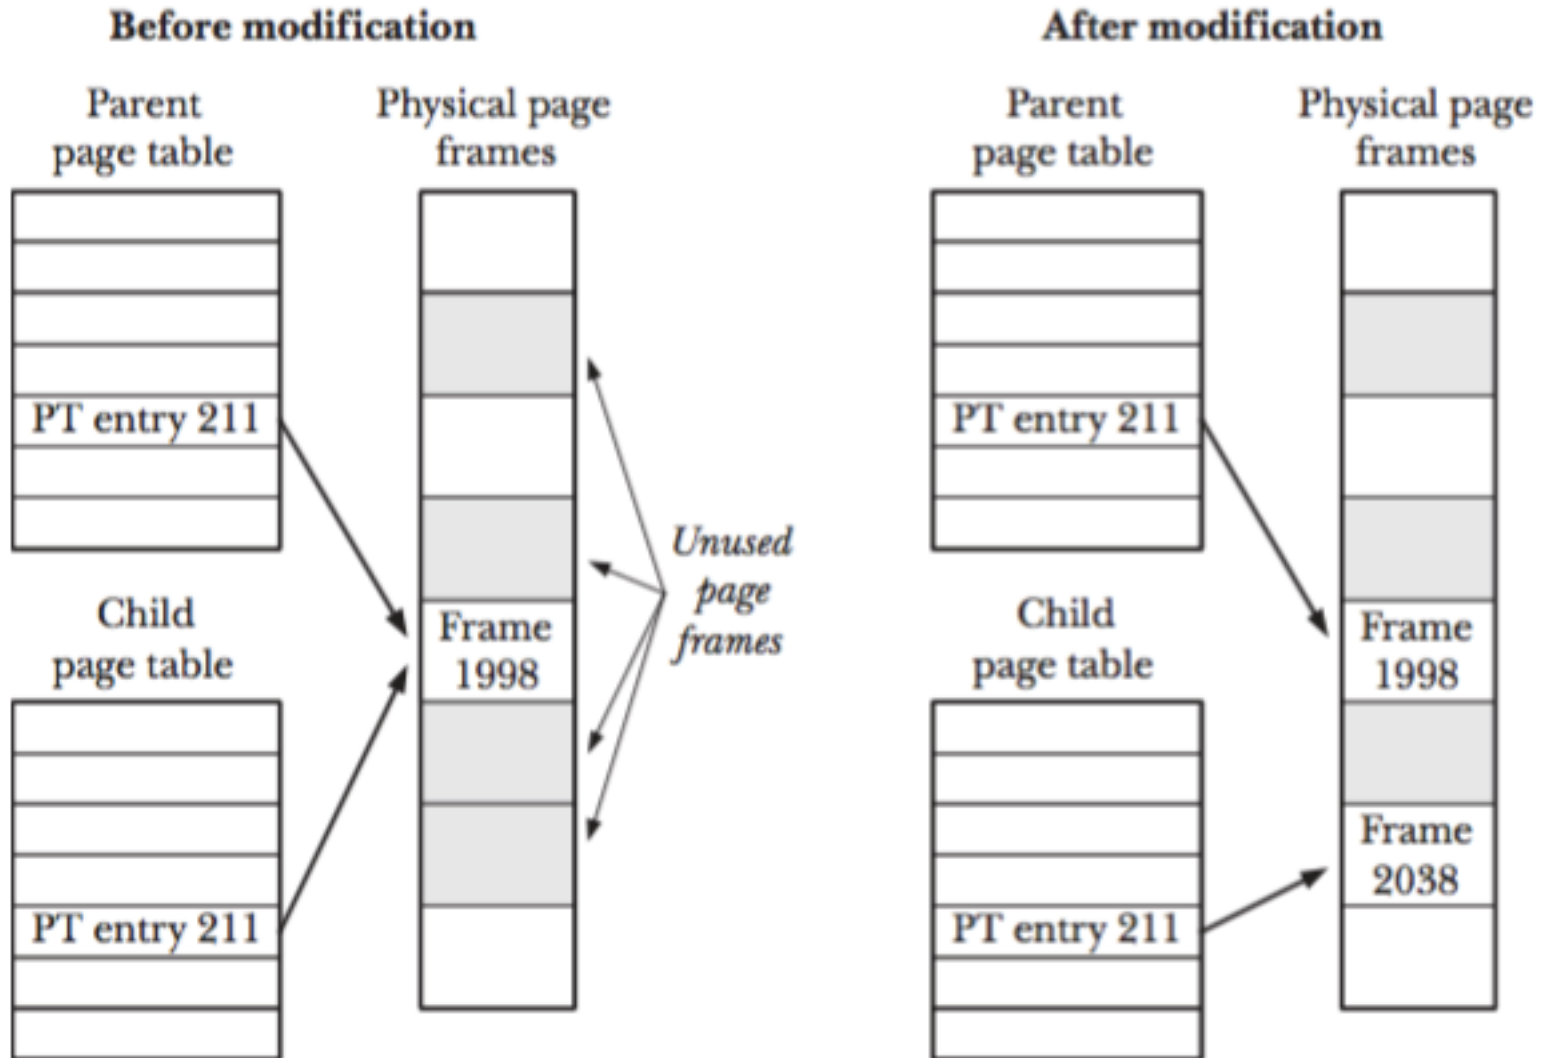 Before modification
Parent
page table
Physical page
frames
PT entry 211
Child
page table
PT entry 211
Frame
1998
Unused
page
frames
After modification
Parent
page table
Physical page
frames
PT entry 211
Child
page table
PT entry 211
Frame
1998
Frame
2038